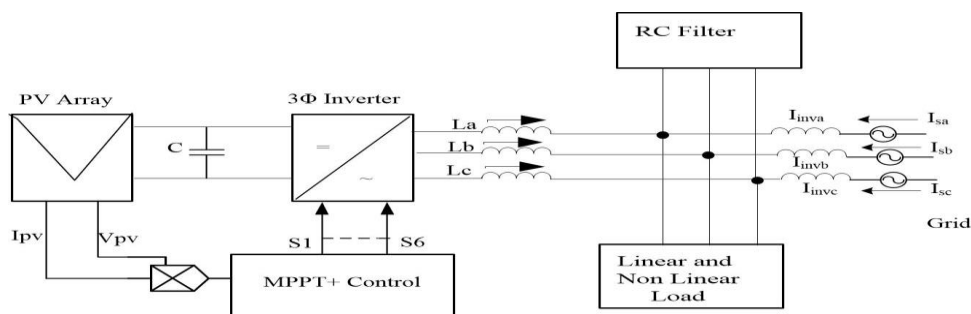 RC Filter
PV Array
3Φ Inverter
C
=
~
La
Lb
Lc
Iinva
Iinvb
Iinvc
Isa
Isb
Isc
Grid
Ipv
Vpv
S1
S6
MPPT+ Control
Linear and
Non Linear
Load